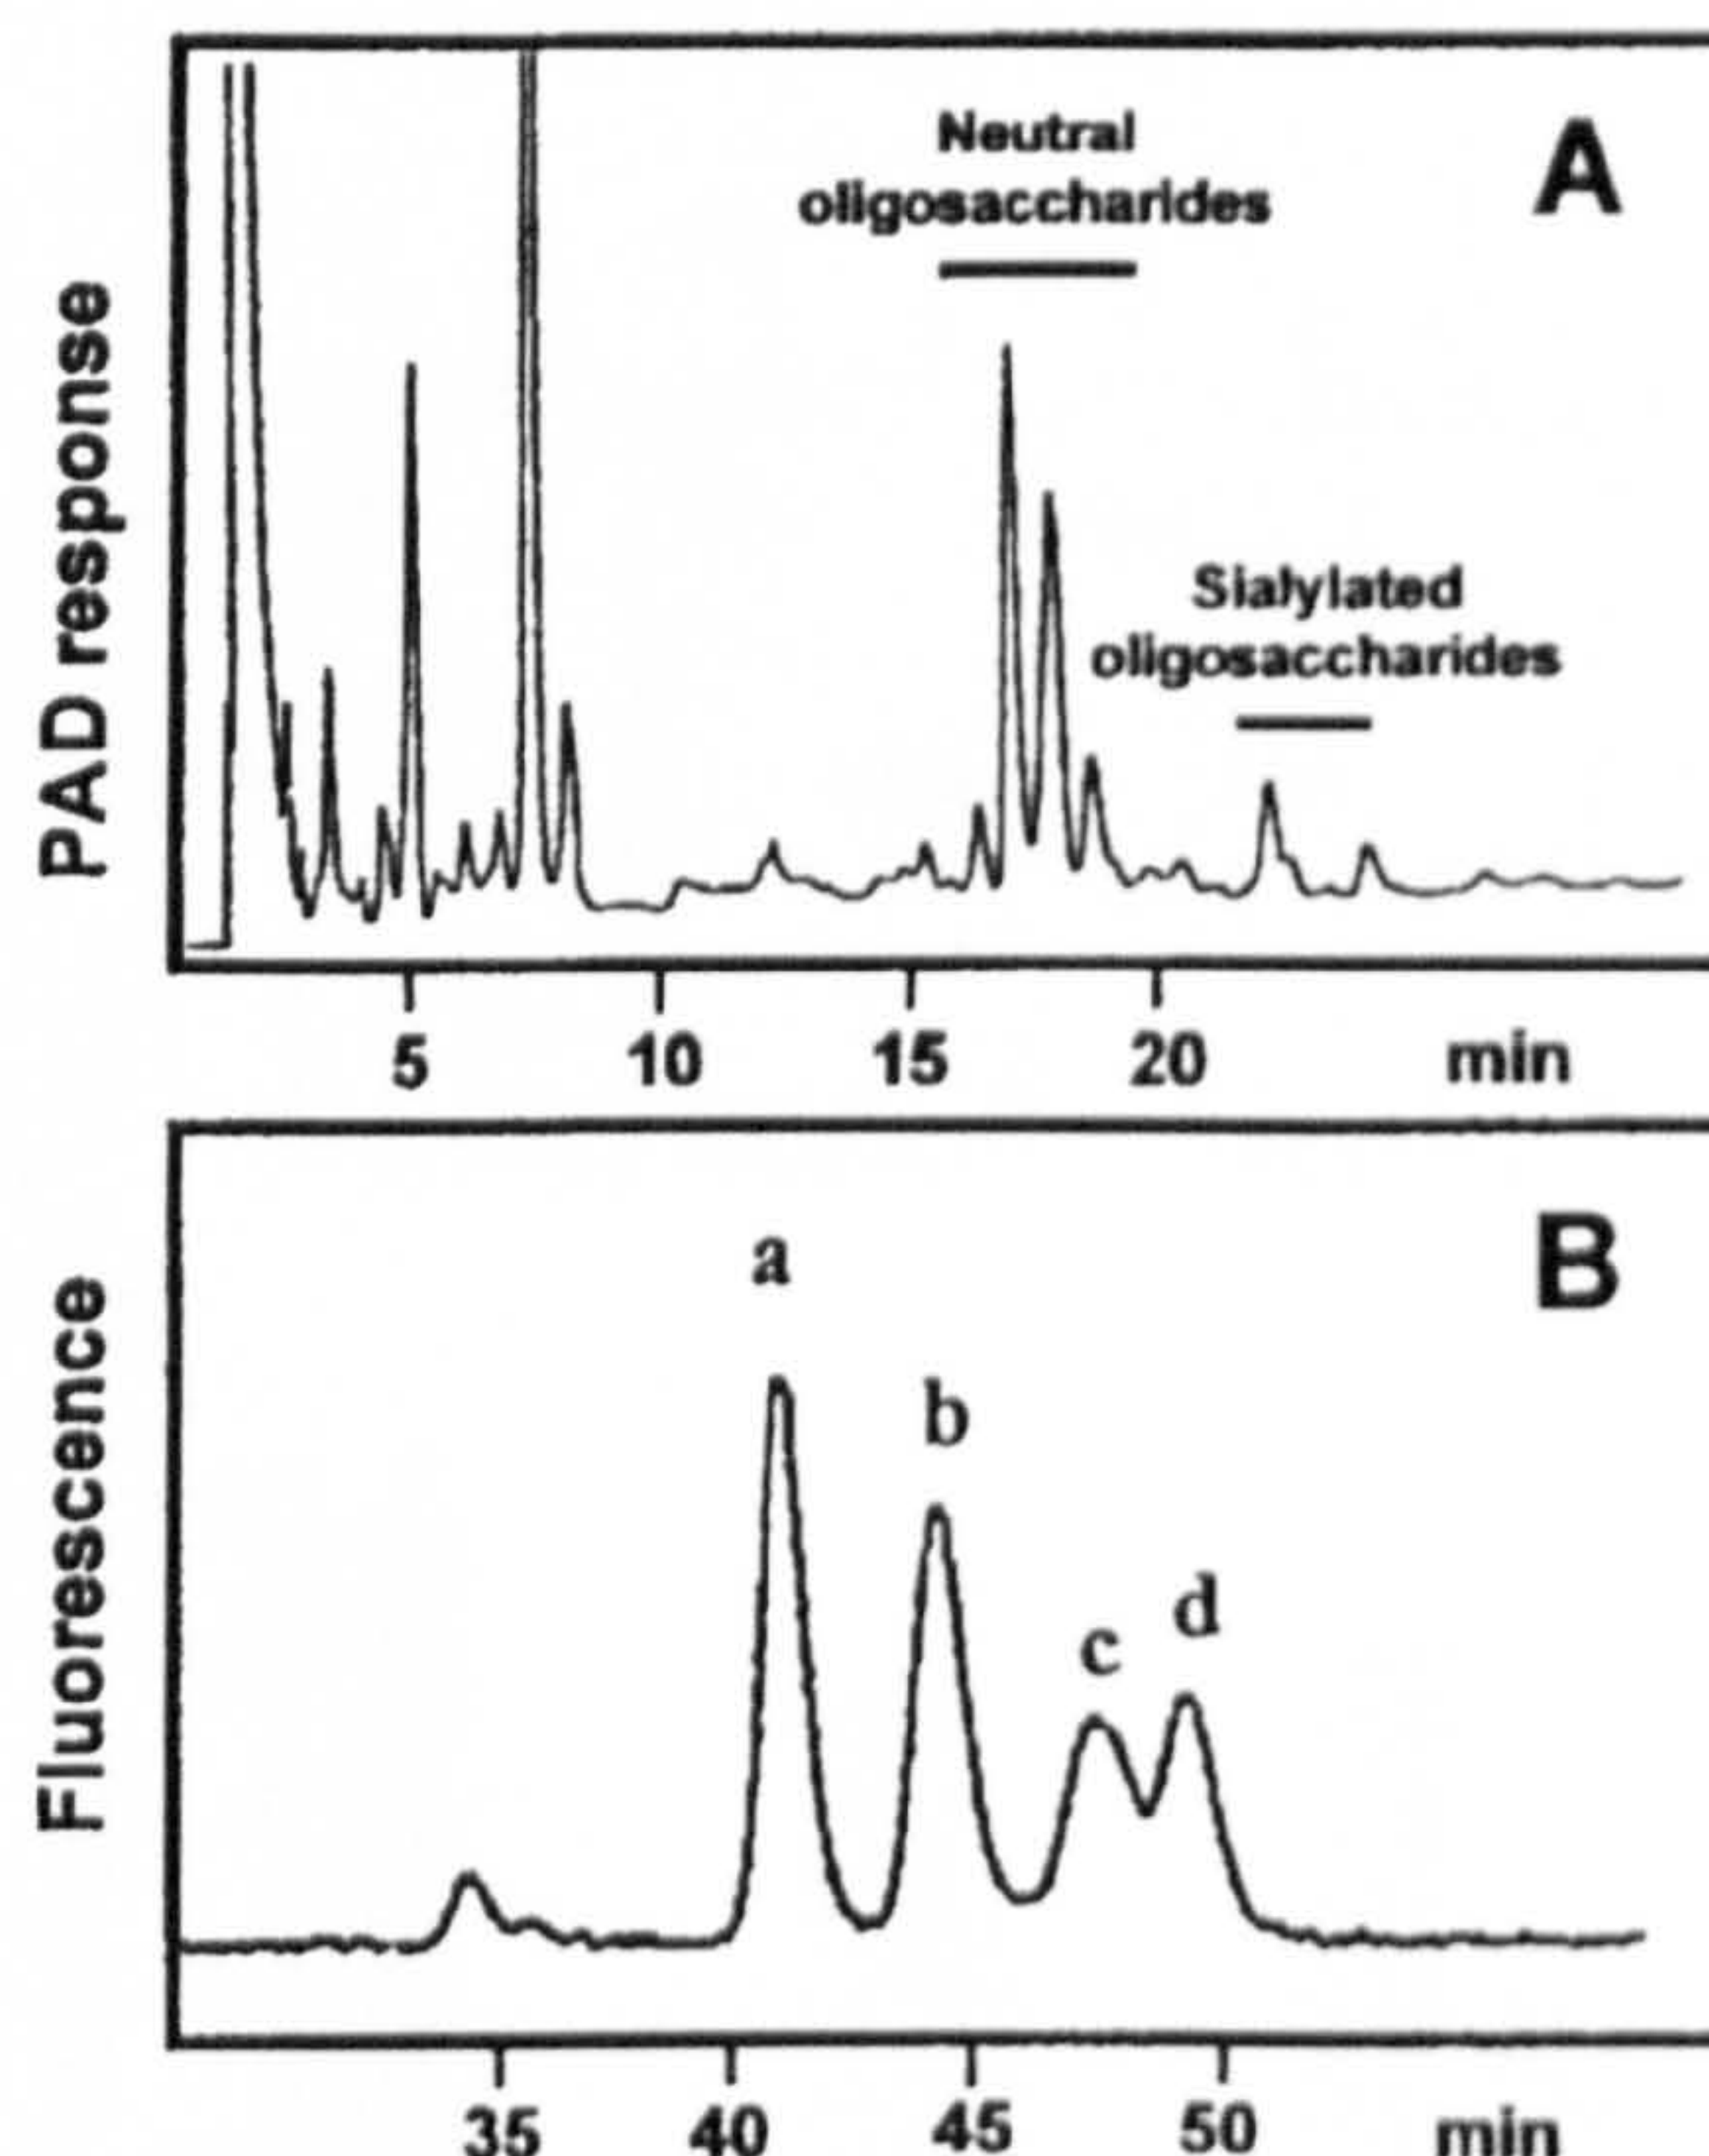 A
Neutral
oligosaccharides
Sialylated
oligosaccharides
PAD response
5 10 15 20 min
B
a
b
c
d
Fluorescence
35 40 45 50 min